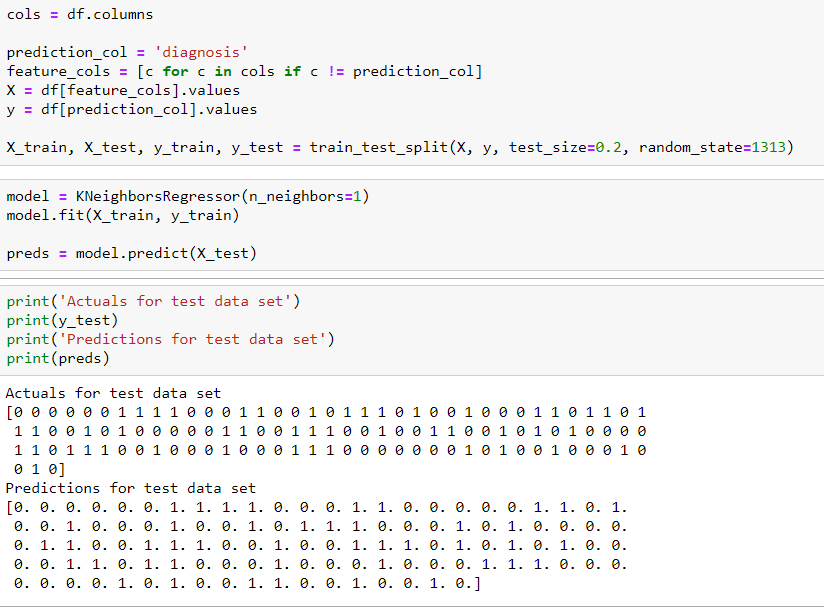 cols = df.columns
prediction_col = 'diagnosis'
feature_cols = [c for c in cols if c != prediction_col]
X = df[feature_cols].values
y = df[prediction_col].values
X_train, X_test, y_train, y_test = train_test_split(X, y, test_size=0.2, random_state=1313)
model = KNeighborsRegressor(n_neighbors=1)
model.fit(X_train, y_train)
preds = model.predict(X_test)
print('Actuals for test data set')
print(y_test)
print('Predictions for test data set')
print(preds)
Actuals for test data set
[0 0 0 0 0 0 1 1 1 1 0 0 0 1 1 0 0 1 0 1 1 1 0 1 0 0 1 0 0 0 1 1 0 1 1 0 1
1 1 0 0 1 0 1 0 0 0 0 0 1 1 0 0 1 1 1 0 0 1 0 0 1 1 0 0 1 0 1 0 1 0 0 0 0
1 1 0 1 1 1 0 0 1 0 0 0 1 0 0 0 1 1 1 0 0 0 0 0 0 0 1 0 1 0 0 1 0 0 0 1 0
0 1 0]
Predictions for test data set
[0. 0. 0. 0. 0. 0. 1. 1. 1. 1. 0. 0. 0. 1. 1. 0. 0. 0. 0. 0. 1. 1. 0. 1.
0. 0. 1. 0. 0. 0. 1. 0. 0. 1. 0. 1. 1. 1. 0. 0. 0. 1. 0. 1. 0. 0. 0. 0.
0. 1. 1. 0. 0. 1. 1. 1. 0. 0. 1. 0. 0. 1. 1. 1. 0. 1. 0. 1. 0. 1. 0. 0.
0. 0. 1. 1. 0. 1. 1. 0. 0. 0. 1. 0. 0. 0. 1. 0. 0. 0. 1. 1. 1. 0. 0. 0.
0. 0. 0. 0. 1. 0. 1. 0. 0. 1. 1. 0. 0. 1. 0. 0. 1. 0.]